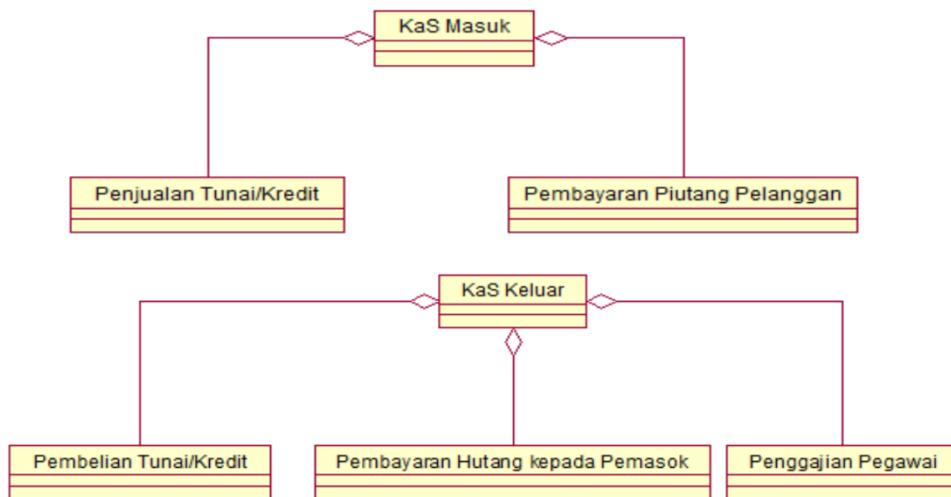 KaS Masuk
Penjualan Tunai/Kredit
Pembayaran Piutang Pelanggan
KaS Keluar
Pembelian Tunai/Kredit
Pembayaran Hutang kepada Pemasok
Penggajian Pegawai